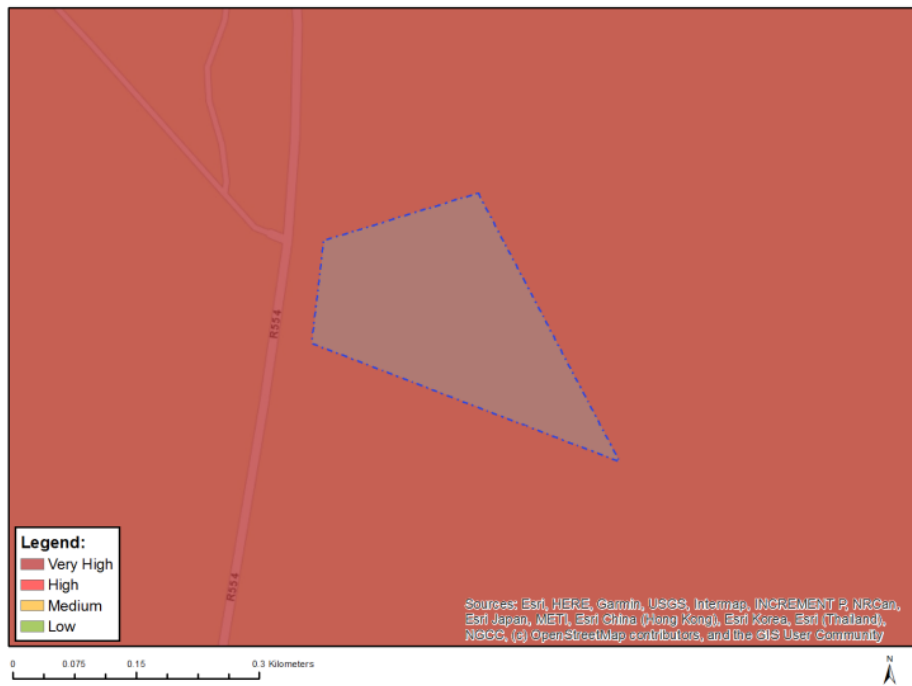 R554
R554
Legend:
Very High
High
Medium
Low
Sources: Esri, HERE, Garmin, USGS, Intermap, INCREMENT P, NRCan,
Esri Japan, METI, Esri China (Hong Kong), Esri Korea, Esri (Thailand),
NGCC, (c) OpenStreetMap contributors, and the GIS User Community
0 0.075 0.15 0.3 Kilometers
N